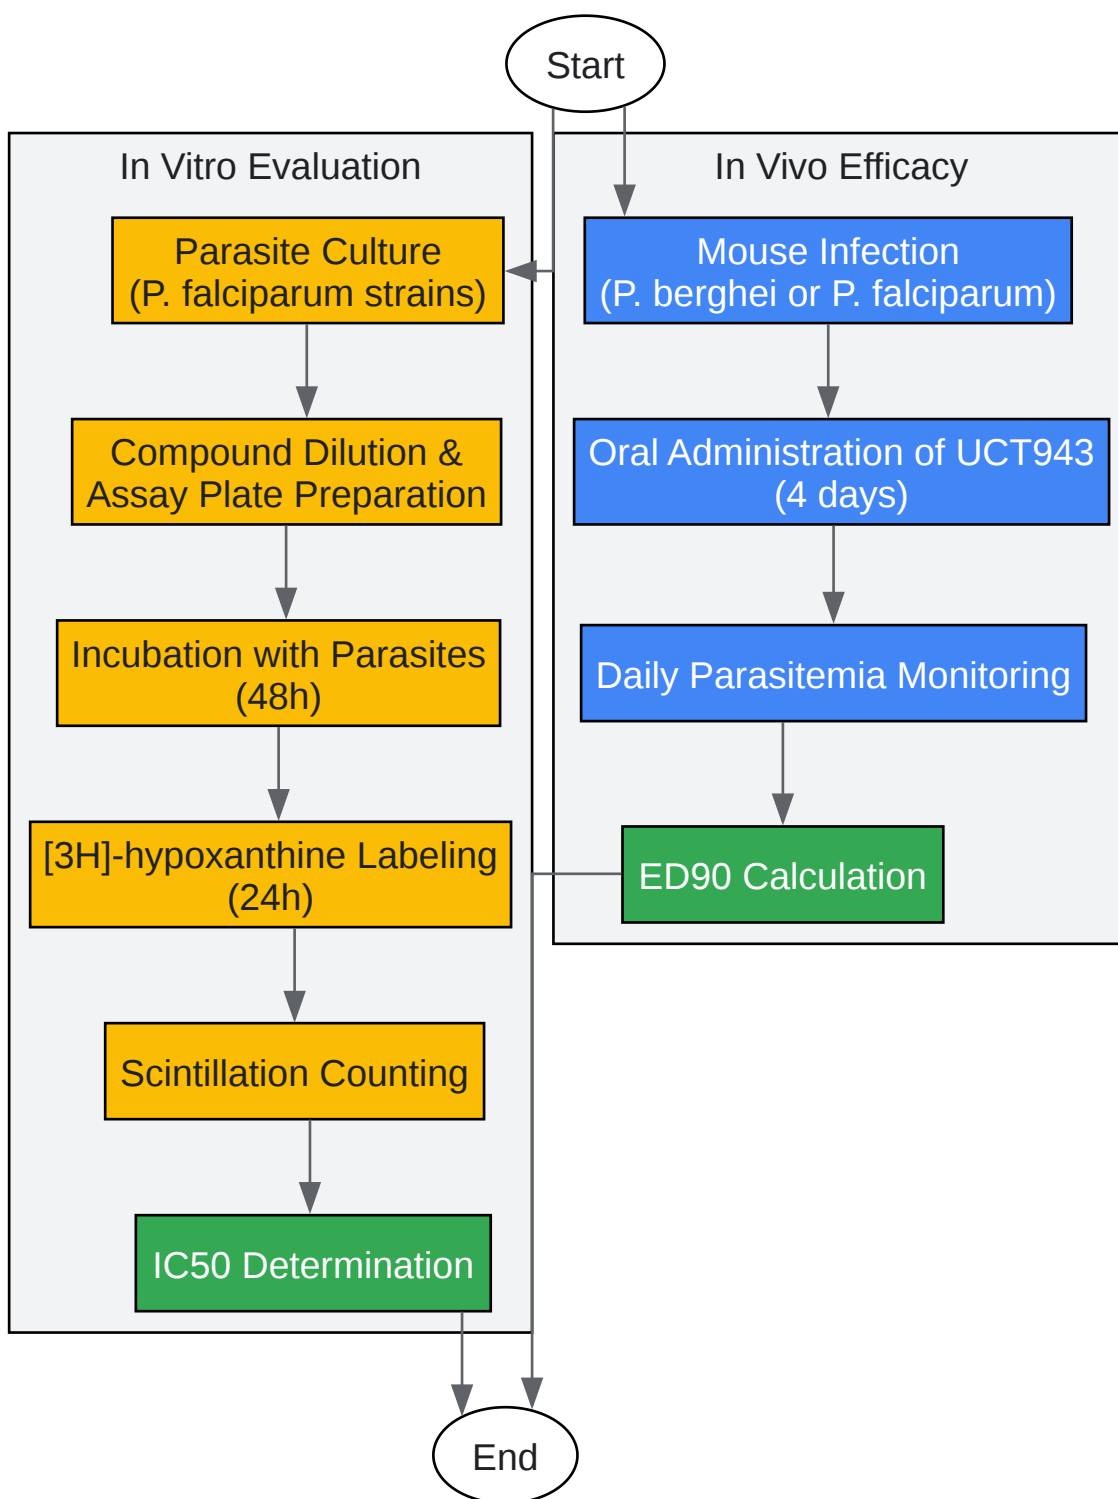 Start
In Vitro Evaluation
Parasite Culture
(P. falciparum strains)
Compound Dilution &
Assay Plate Preparation
Incubation with Parasites
(48h)
[3H]-hypoxanthine Labeling
(24h)
Scintillation Counting
IC50 Determination
In Vivo Efficacy
Mouse Infection
(P. berghei or P. falciparum)
Oral Administration of UCT943
(4 days)
Daily Parasitemia Monitoring
ED90 Calculation
End